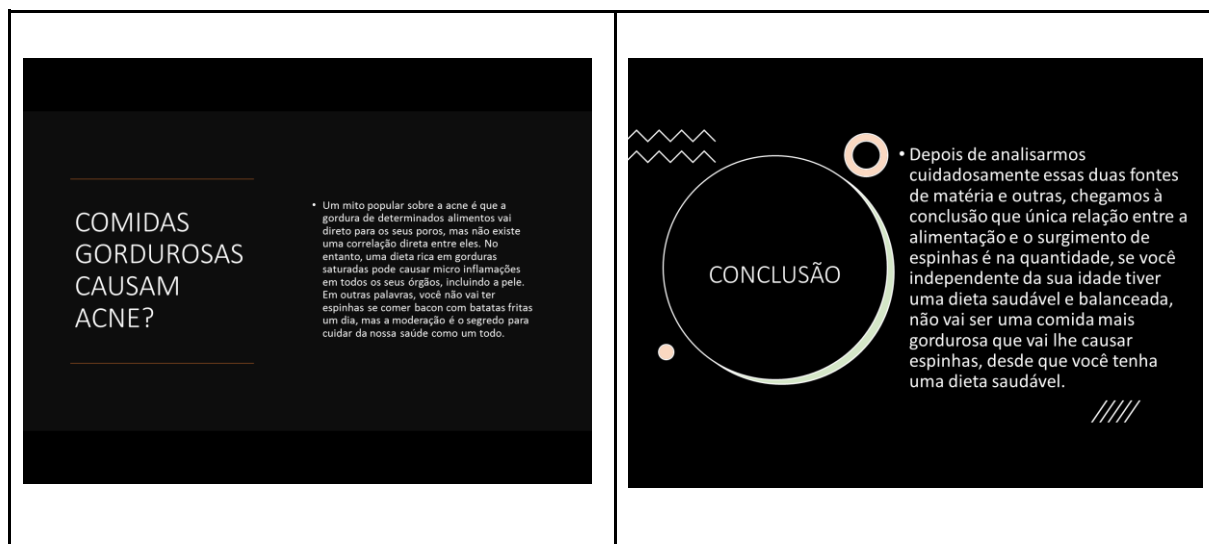 COMIDAS
GORDUROSAS
CAUSAM
ACNE?
• Um mito popular sobre a acne é que a
gordura de determinados alimentos vai
direto para os seus poros, mas não existe
uma correlação direta entre eles. No
entanto, uma dieta rica em gorduras
saturadas pode causar micro inflamações
em todos os seus órgãos, incluindo a pele.
Em outras palavras, você não vai ter
espinhas se comer bacon com batatas fritas
um dia, mas a moderação é o segredo para
cuidar da nossa saúde como um todo.
CONCLUSÃO
• Depois de analisarmos
cuidadosamente essas duas fontes
de matéria e outras, chegamos à
conclusão que única relação entre a
alimentação e o surgimento de
espinhas é na quantidade, se você
independente da sua idade tiver
uma dieta saudável e balanceada,
não vai ser uma comida mais
gordurosa que vai lhe causar
espinhas, desde que você tenha
uma dieta saudável.